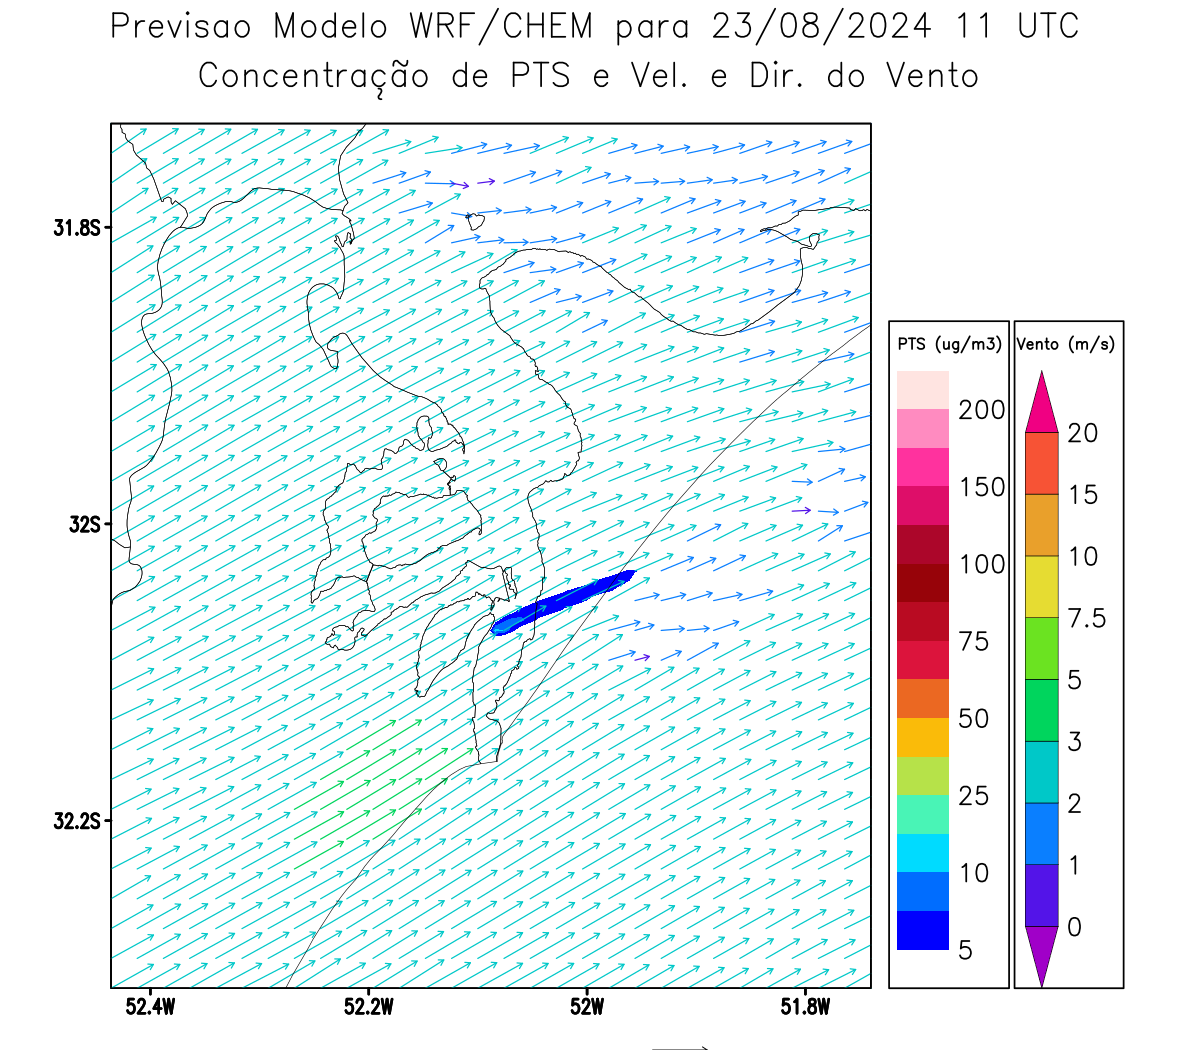 Previsao Modelo WRF/CHEM para 23/08/2024 11 UTC
Concentração de PTS e Vel. e Dir. do Vento
31.8S
32S
32.2S
52.4W
52.2W
52W
51.8W
PTS (ug/m3)
200
150
100
75
50
25
10
5
Vento (m/s)
20
15
10
7.5
5
3
2
1
0